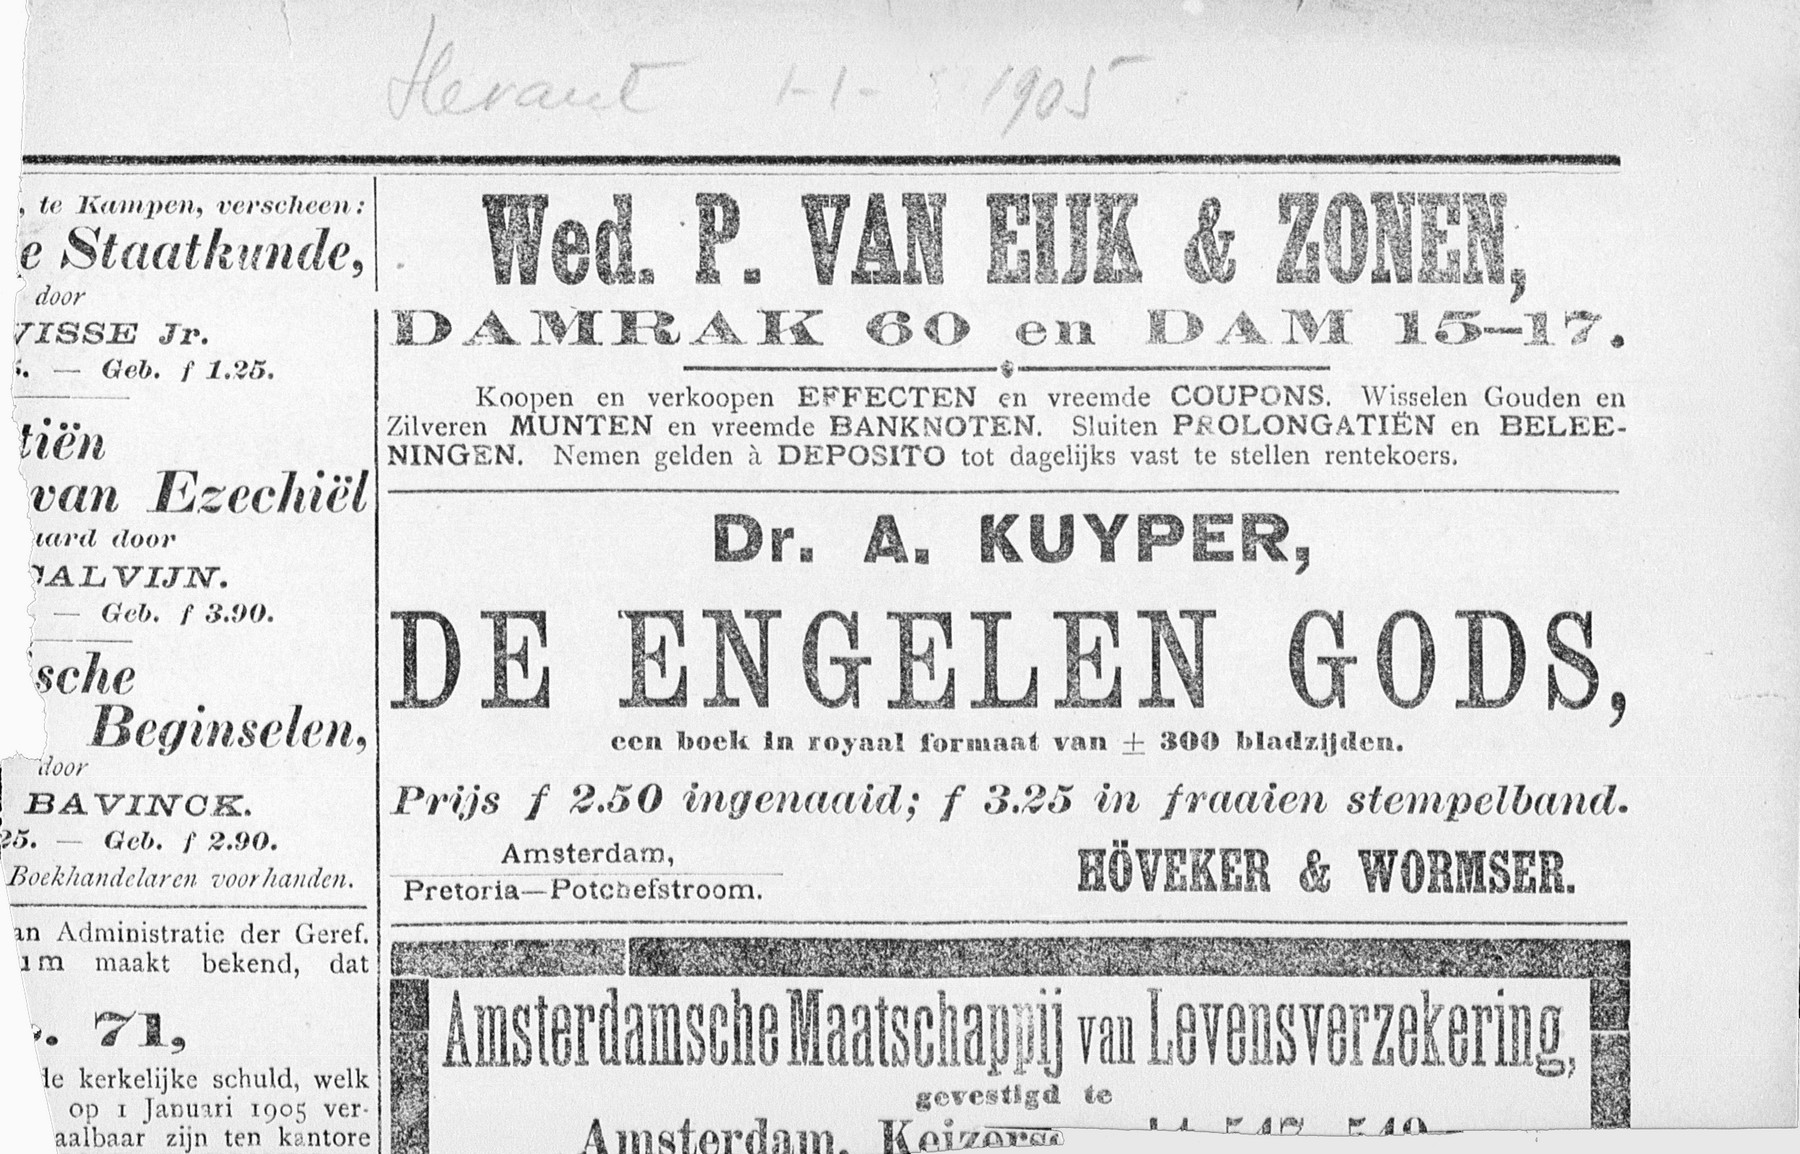 Heraut 1-1- 1905
, te Kampen, verscheen:
e Staatkunde,
door
VISSE Jr.
— Geb. f 1.25.
tiën
van Ezechiël
aard door
CALVIJN.
— Geb. f 3.90.
sche
Beginselen,
door
BAVINCK.
25. — Geb. f 2.90.
Boekhandelaren voorhanden.
an Administratie der Geref.
um maakt bekend, dat
. 71,
de kerkelijke schuld, welk
op 1 Januari 1905 ver-
aalbaar zijn ten kantore
Wed. P. VAN EIJK & ZONEN,
DAMRAK 60 en DAM 15—17.
Koopen en verkoopen EFFECTEN en vreemde COUPONS. Wisselen Gouden en
Zilveren MUNTEN en vreemde BANKNOTEN. Sluiten PROLONGATIËN en BELEE-
NINGEN. Nemen gelden à DEPOSITO tot dagelijks vast te stellen rentekoers.
Dr. A. KUYPER,
DE ENGELEN GODS,
een boek in royaal formaat van ± 300 bladzijden.
Prijs f 2.50 ingenaaid; f 3.25 in fraaien stempelband.
Amsterdam,
Pretoria—Potchefstroom.
HÖVEKER & WORMSER.
Amsterdamsche Maatschappij van Levensverzekering,
gevestigd te
Amsterdam, Keizers